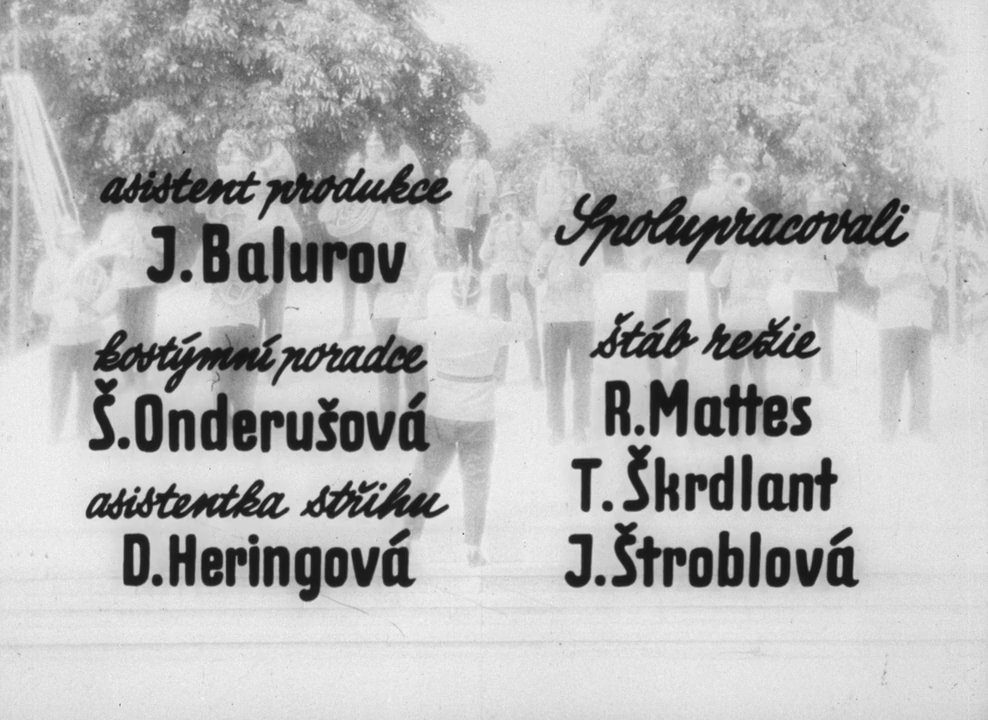 asistent produkce
J. Balurov
kostýmní poradce
Š. Onderušová
asistentka střihu
D. Heringová
Spolupracovali
štáb režie
R. Mattes
T. Škrdlant
J. Štroblová